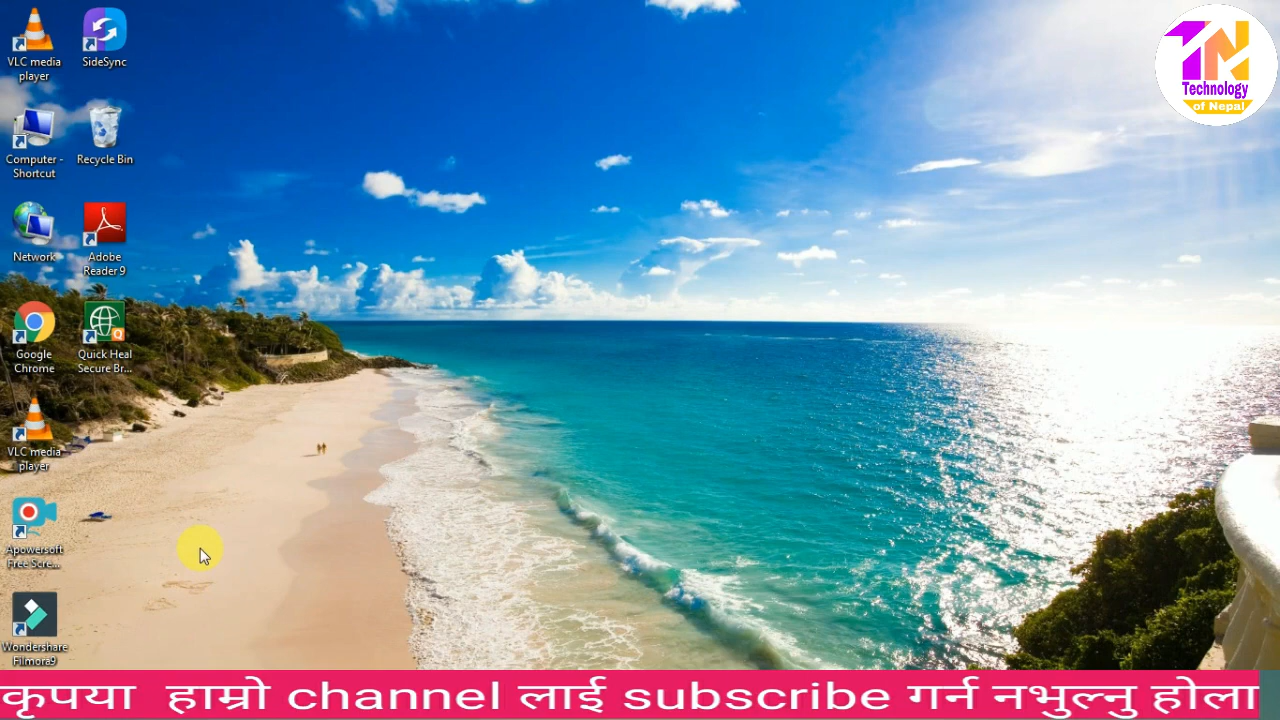 VLC media
player
SideSync
Computer -
Shortcut
Recycle Bin
Network
Adobe
Reader 9
Google
Chrome
Quick Heal
Secure Br...
VLC media
player
Apowersoft
Free Scre...
Wondershare
Filmora9
TN
Technology
of Nepal
कृपया हाम्रो channel लाई subscribe गर्न नभुल्नु होला